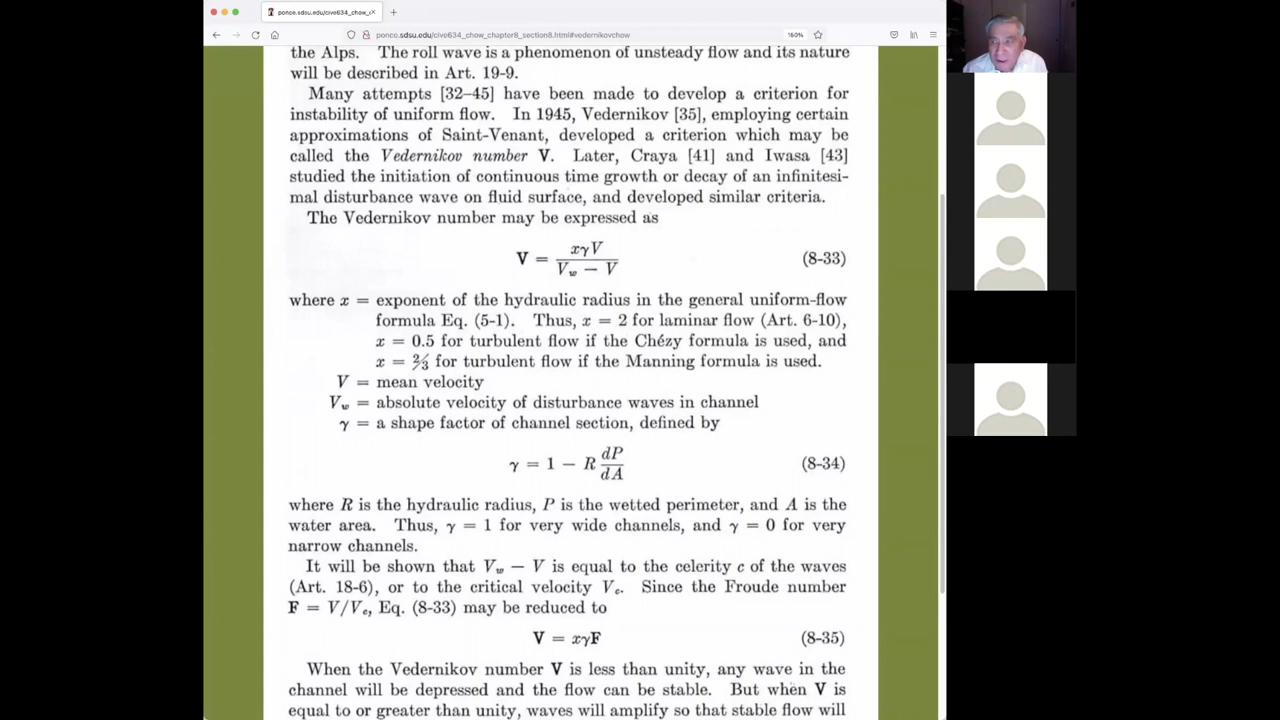 ponce.sdsu.edu/cive634_chow_c
ponce.sdsu.edu/cive634_chow_chapter8_section8.html#vedernikovchow
160%
the Alps. The roll wave is a phenomenon of unsteady flow and its nature
will be described in Art. 19-9.
Many attempts [32–45] have been made to develop a criterion for
instability of uniform flow. In 1945, Vedernikov [35], employing certain
approximations of Saint-Venant, developed a criterion which may be
called the Vedernikov number V. Later, Craya [41] and Iwasa [43]
studied the initiation of continuous time growth or decay of an infinitesi-
mal disturbance wave on fluid surface, and developed similar criteria.
The Vedernikov number may be expressed as
V = xγV / (V_w − V) (8-33)
where x = exponent of the hydraulic radius in the general uniform-flow
formula Eq. (5-1). Thus, x = 2 for laminar flow (Art. 6-10),
x = 0.5 for turbulent flow if the Chézy formula is used, and
x = 2/3 for turbulent flow if the Manning formula is used.
V = mean velocity
V_w = absolute velocity of disturbance waves in channel
γ = a shape factor of channel section, defined by
γ = 1 − R dP/dA (8-34)
where R is the hydraulic radius, P is the wetted perimeter, and A is the
water area. Thus, γ = 1 for very wide channels, and γ = 0 for very
narrow channels.
It will be shown that V_w − V is equal to the celerity c of the waves
(Art. 18-6), or to the critical velocity V_c. Since the Froude number
F = V/V_c, Eq. (8-33) may be reduced to
V = xγF (8-35)
When the Vedernikov number V is less than unity, any wave in the
channel will be depressed and the flow can be stable. But when V is
equal to or greater than unity, waves will amplify so that stable flow will